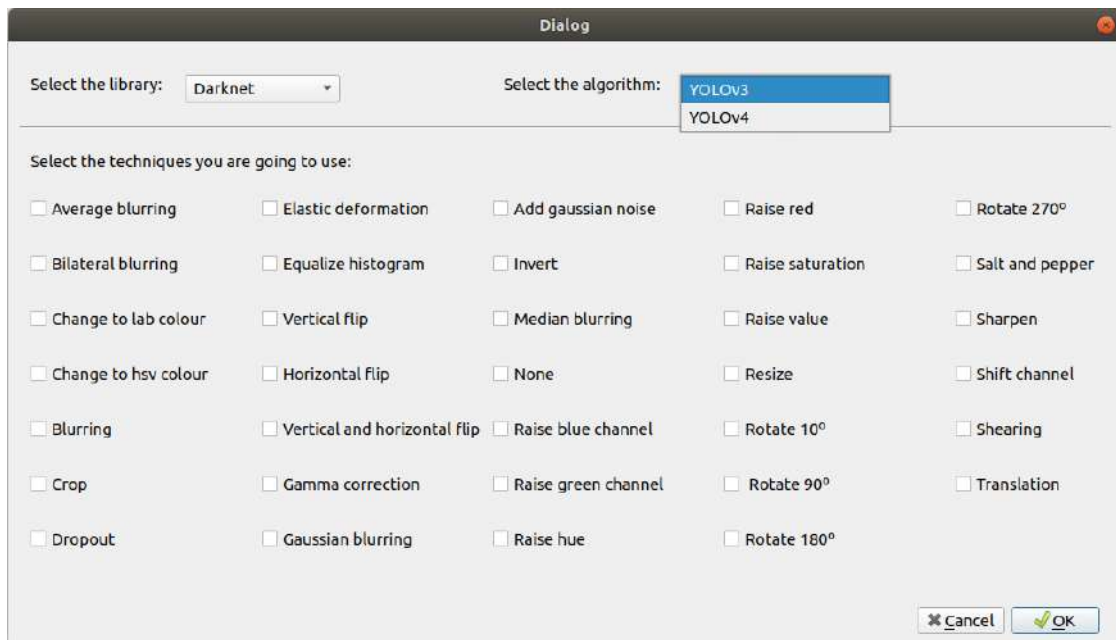 Dialog
Select the library: Darknet Select the algorithm: YOLOv3
YOLOv4
Select the techniques you are going to use:
Average blurring Elastic deformation Add gaussian noise Raise red Rotate 270º
Bilateral blurring Equalize histogram Invert Raise saturation Salt and pepper
Change to lab colour Vertical flip Median blurring Raise value Sharpen
Change to hsv colour Horizontal flip None Resize Shift channel
Blurring Vertical and horizontal flip Raise blue channel Rotate 10º Shearing
Crop Gamma correction Raise green channel Rotate 90º Translation
Dropout Gaussian blurring Raise hue Rotate 180º
Cancel OK